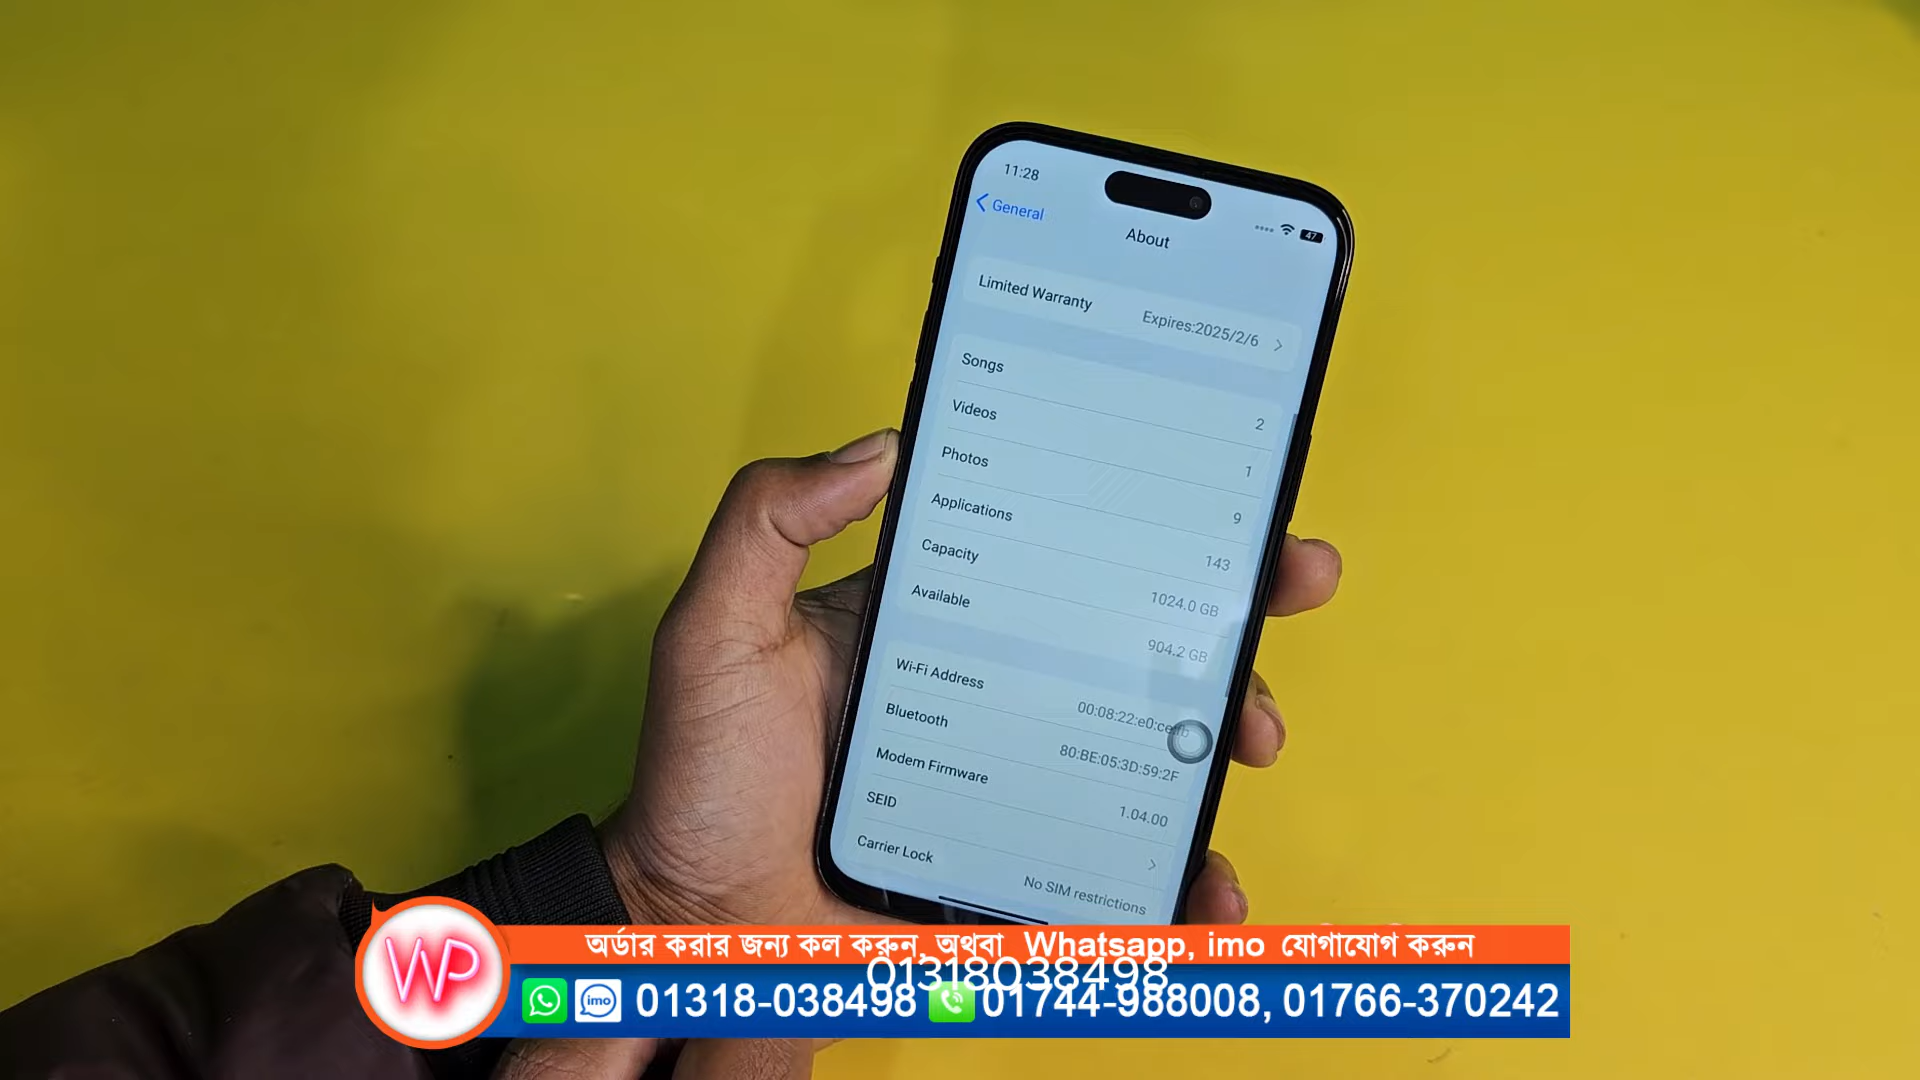 11:28
47
General
About
Limited Warranty
Expires:2025/2/6
Songs
2
Videos
1
Photos
9
Applications
143
Capacity
1024.0 GB
Available
904.2 GB
Wi-Fi Address
00:08:22:e0:ce:fb
Bluetooth
80:BE:05:3D:59:2F
Modem Firmware
1.04.00
SEID
Carrier Lock
No SIM restrictions
WP
অর্ডার করার জন্য কল করুন, অথবা Whatsapp, imo যোগাযোগ করুন
01318038498
imo 01318-038498 01744-988008, 01766-370242